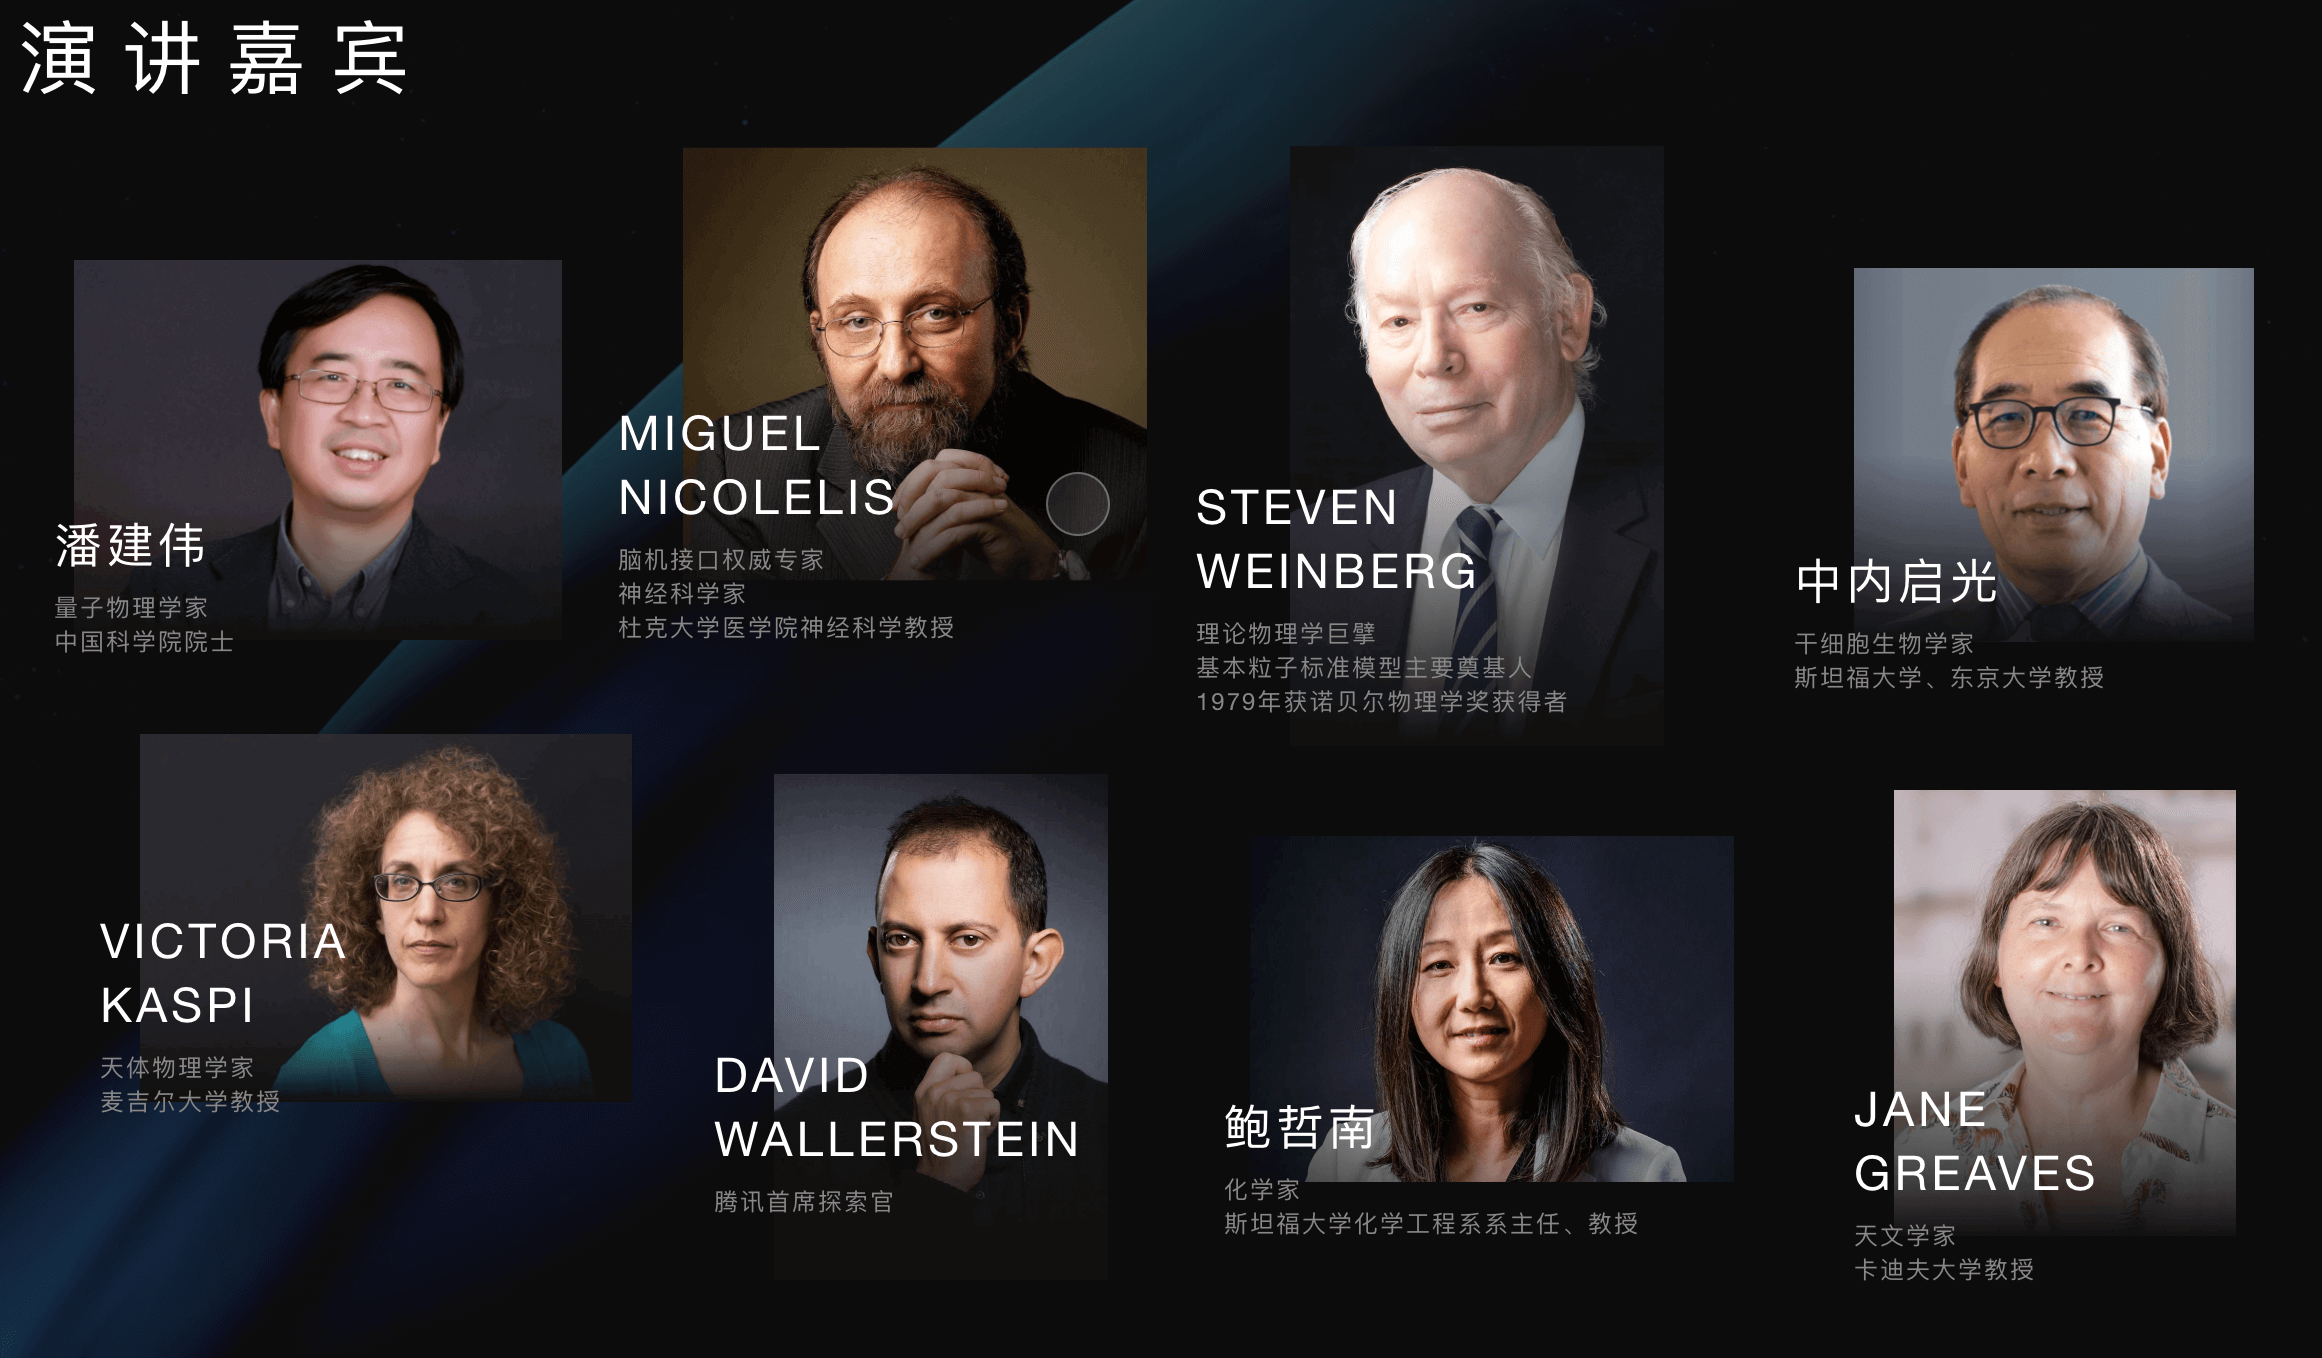 演讲嘉宾
潘建伟
量子物理学家
中国科学院院士
MIGUEL
NICOLELIS
脑机接口权威专家
神经科学家
杜克大学医学院神经科学教授
STEVEN
WEINBERG
理论物理学巨擘
基本粒子标准模型主要奠基人
1979年获诺贝尔物理学奖获得者
中内启光
干细胞生物学家
斯坦福大学、东京大学教授
VICTORIA
KASPI
天体物理学家
麦吉尔大学教授
DAVID
WALLERSTEIN
腾讯首席探索官
鲍哲南
化学家
斯坦福大学化学工程系系主任、教授
JANE
GREAVES
天文学家
卡迪夫大学教授